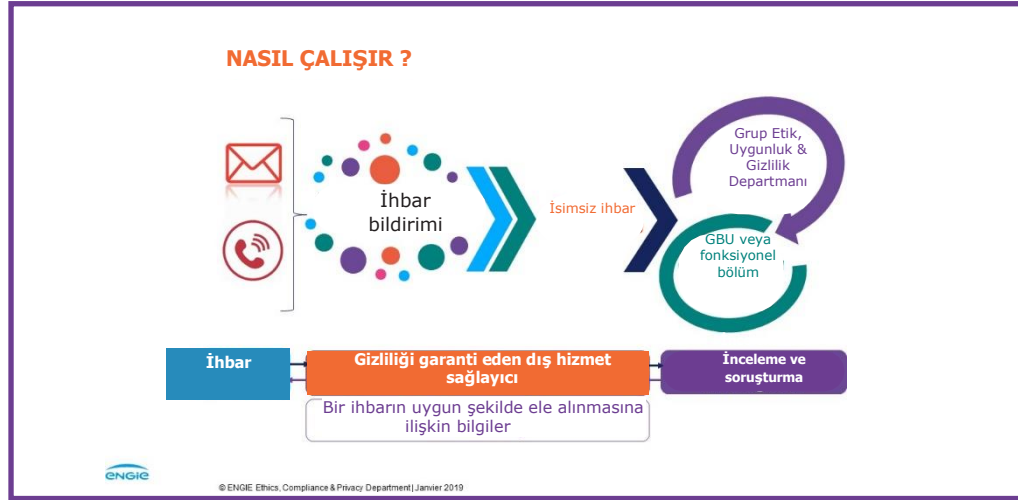 NASIL ÇALIŞIR ?
İhbar
bildirimi
İsimsiz ihbar
Grup Etik,
Uygunluk &
Gizlilik
Departmanı
GBU veya
fonksiyonel
bölüm
İhbar
Gizliliği garanti eden dış hizmet
sağlayıcı
İnceleme ve
soruşturma
Bir ihbarın uygun şekilde ele alınmasına
ilişkin bilgiler
ENGIE
© ENGIE Ethics, Compliance & Privacy Department| Janvier 2019